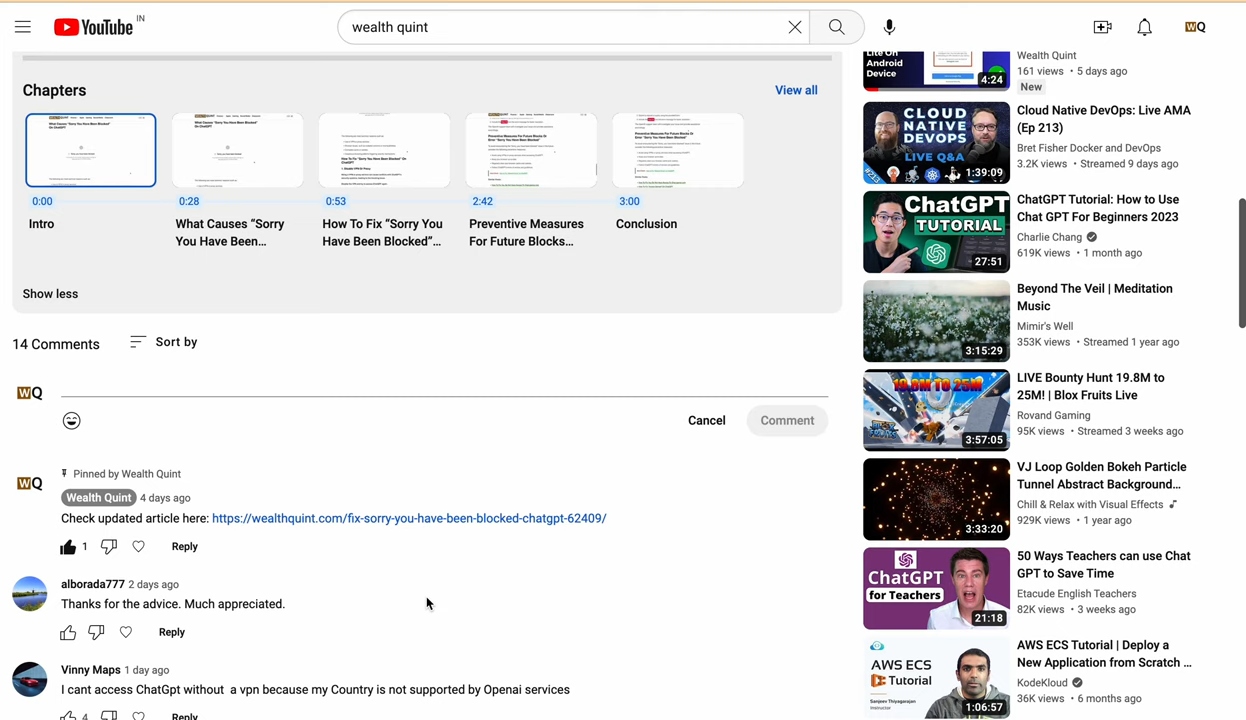 YouTube IN
wealth quint
WQ
Chapters
View all
0:00
Intro
0:28
What Causes “Sorry
You Have Been...
0:53
How To Fix “Sorry You
Have Been Blocked”...
2:42
Preventive Measures
For Future Blocks...
3:00
Conclusion
Show less
14 Comments
Sort by
WQ
Cancel
Comment
Pinned by Wealth Quint
WQ
Wealth Quint 4 days ago
Check updated article here: https://wealthquint.com/fix-sorry-you-have-been-blocked-chatgpt-62409/
1
Reply
alborada777 2 days ago
Thanks for the advice. Much appreciated.
Reply
Vinny Maps 1 day ago
I cant access ChatGpt without a vpn because my Country is not supported by Openai services
4
Reply
Lite On
Android
Device
4:24
Wealth Quint
161 views • 5 days ago
New
CLOUD
NATIVE
DEVOPS
LIVE Q&A
#213
1:39:09
Cloud Native DevOps: Live AMA
(Ep 213)
Bret Fisher Docker and DevOps
3.2K views • Streamed 9 days ago
ChatGPT
TUTORIAL
27:51
ChatGPT Tutorial: How to Use
Chat GPT For Beginners 2023
Charlie Chang
619K views • 1 month ago
3:15:29
Beyond The Veil | Meditation
Music
Mimir's Well
353K views • Streamed 1 year ago
19.8M TO 25M
3:57:05
LIVE Bounty Hunt 19.8M to
25M! | Blox Fruits Live
Rovand Gaming
95K views • Streamed 3 weeks ago
3:33:20
VJ Loop Golden Bokeh Particle
Tunnel Abstract Background...
Chill & Relax with Visual Effects
929K views • 1 year ago
ChatGPT
for Teachers
21:18
50 Ways Teachers can use Chat
GPT to Save Time
Etacude English Teachers
82K views • 3 weeks ago
AWS ECS
Tutorial
Sanjeev Thiyagarajan
Instructor
1:06:57
AWS ECS Tutorial | Deploy a
New Application from Scratch ...
KodeKloud
36K views • 6 months ago